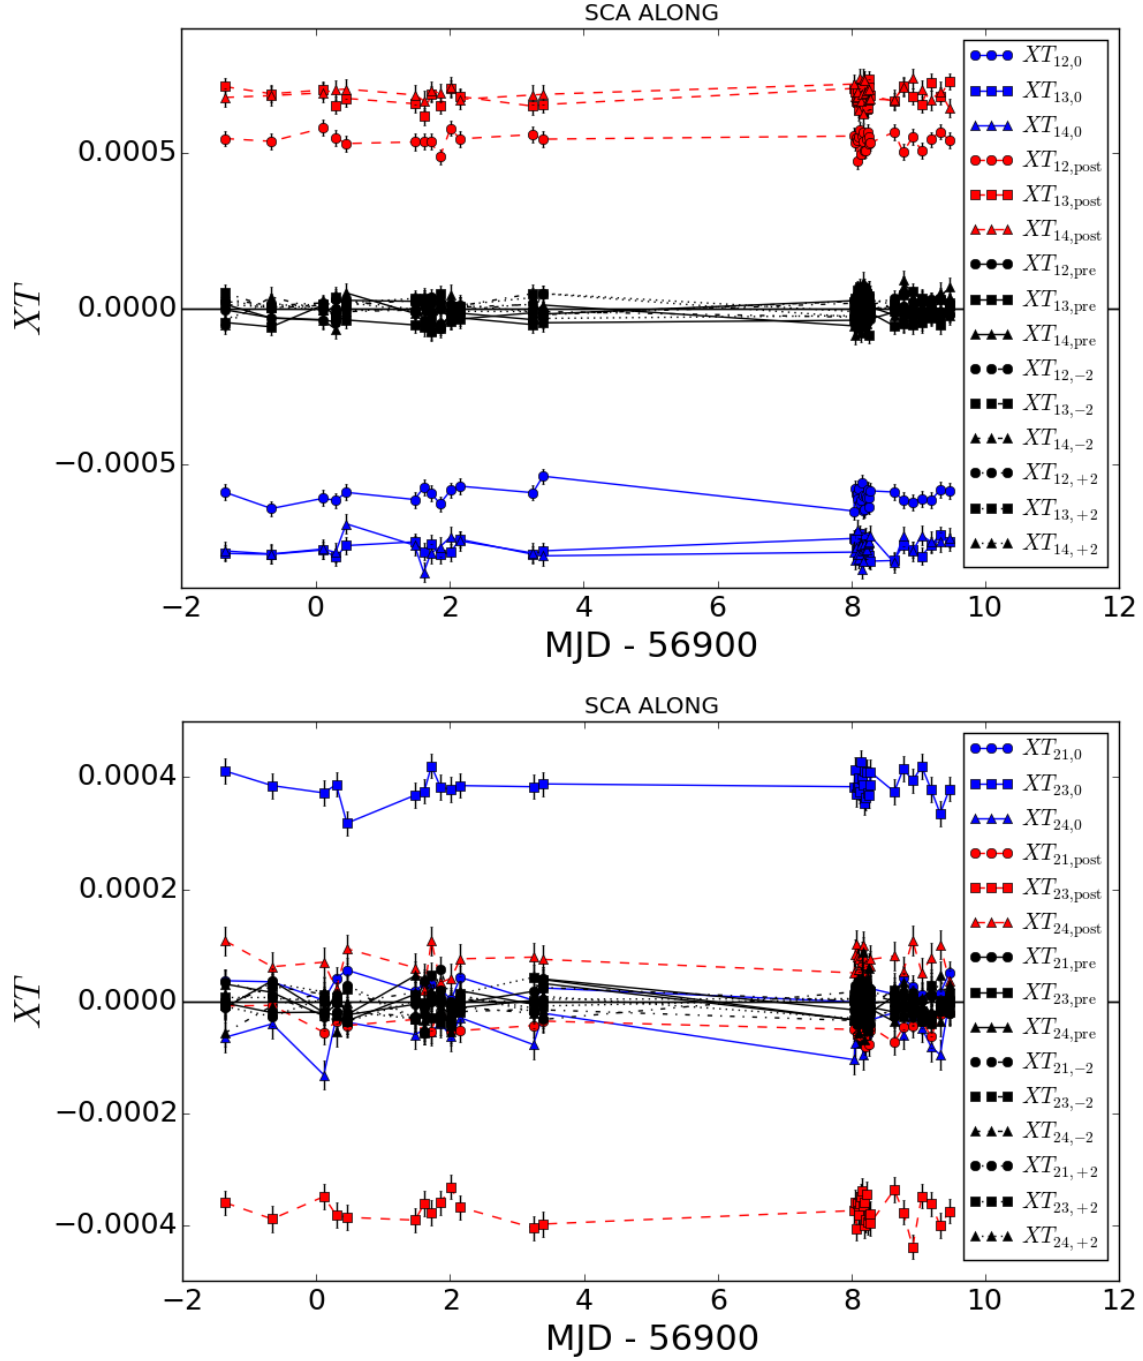 SCA ALONG
XT
0.0005
0.0000
−0.0005
−2 0 2 4 6 8 10 12
MJD - 56900
XT12,0
XT13,0
XT14,0
XT12,post
XT13,post
XT14,post
XT12,pre
XT13,pre
XT14,pre
XT12,−2
XT13,−2
XT14,−2
XT12,+2
XT13,+2
XT14,+2
SCA ALONG
XT
0.0004
0.0002
0.0000
−0.0002
−0.0004
−2 0 2 4 6 8 10 12
MJD - 56900
XT21,0
XT23,0
XT24,0
XT21,post
XT23,post
XT24,post
XT21,pre
XT23,pre
XT24,pre
XT21,−2
XT23,−2
XT24,−2
XT21,+2
XT23,+2
XT24,+2